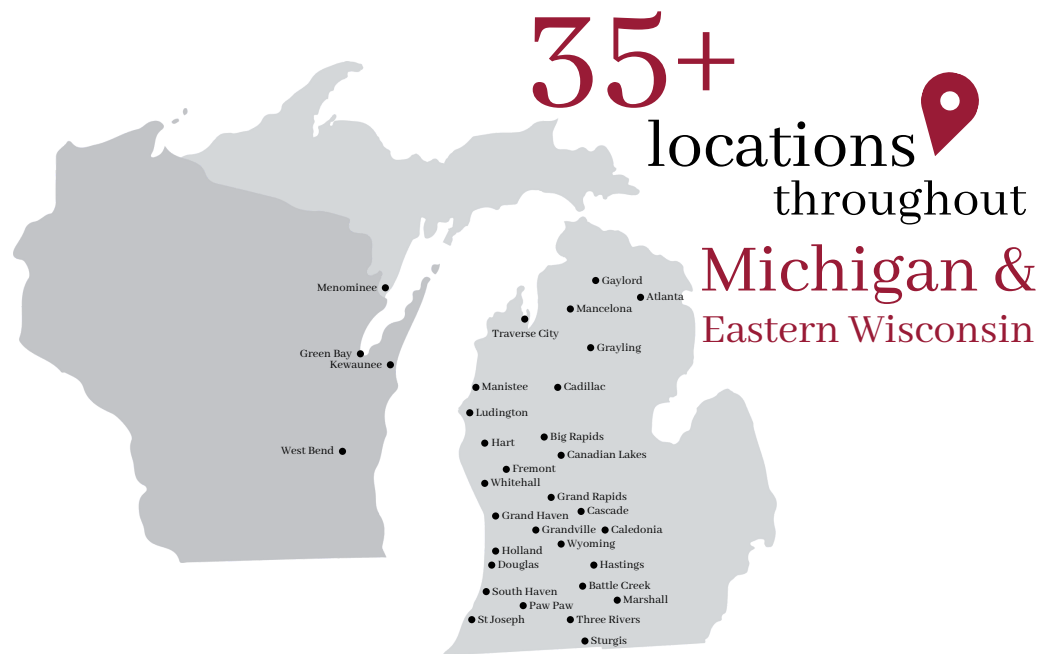 35+
locations
throughout
Michigan &
Eastern Wisconsin
Gaylord
Menominee
Atlanta
Mancelona
Traverse City
Grayling
Green Bay
Kewaunee
Manistee
Cadillac
Ludington
Big Rapids
Hart
West Bend
Canadian Lakes
Fremont
Whitehall
Grand Rapids
Cascade
Grand Haven
Grandville
Caledonia
Wyoming
Holland
Douglas
Hastings
Battle Creek
South Haven
Marshall
Paw Paw
St Joseph
Three Rivers
Sturgis